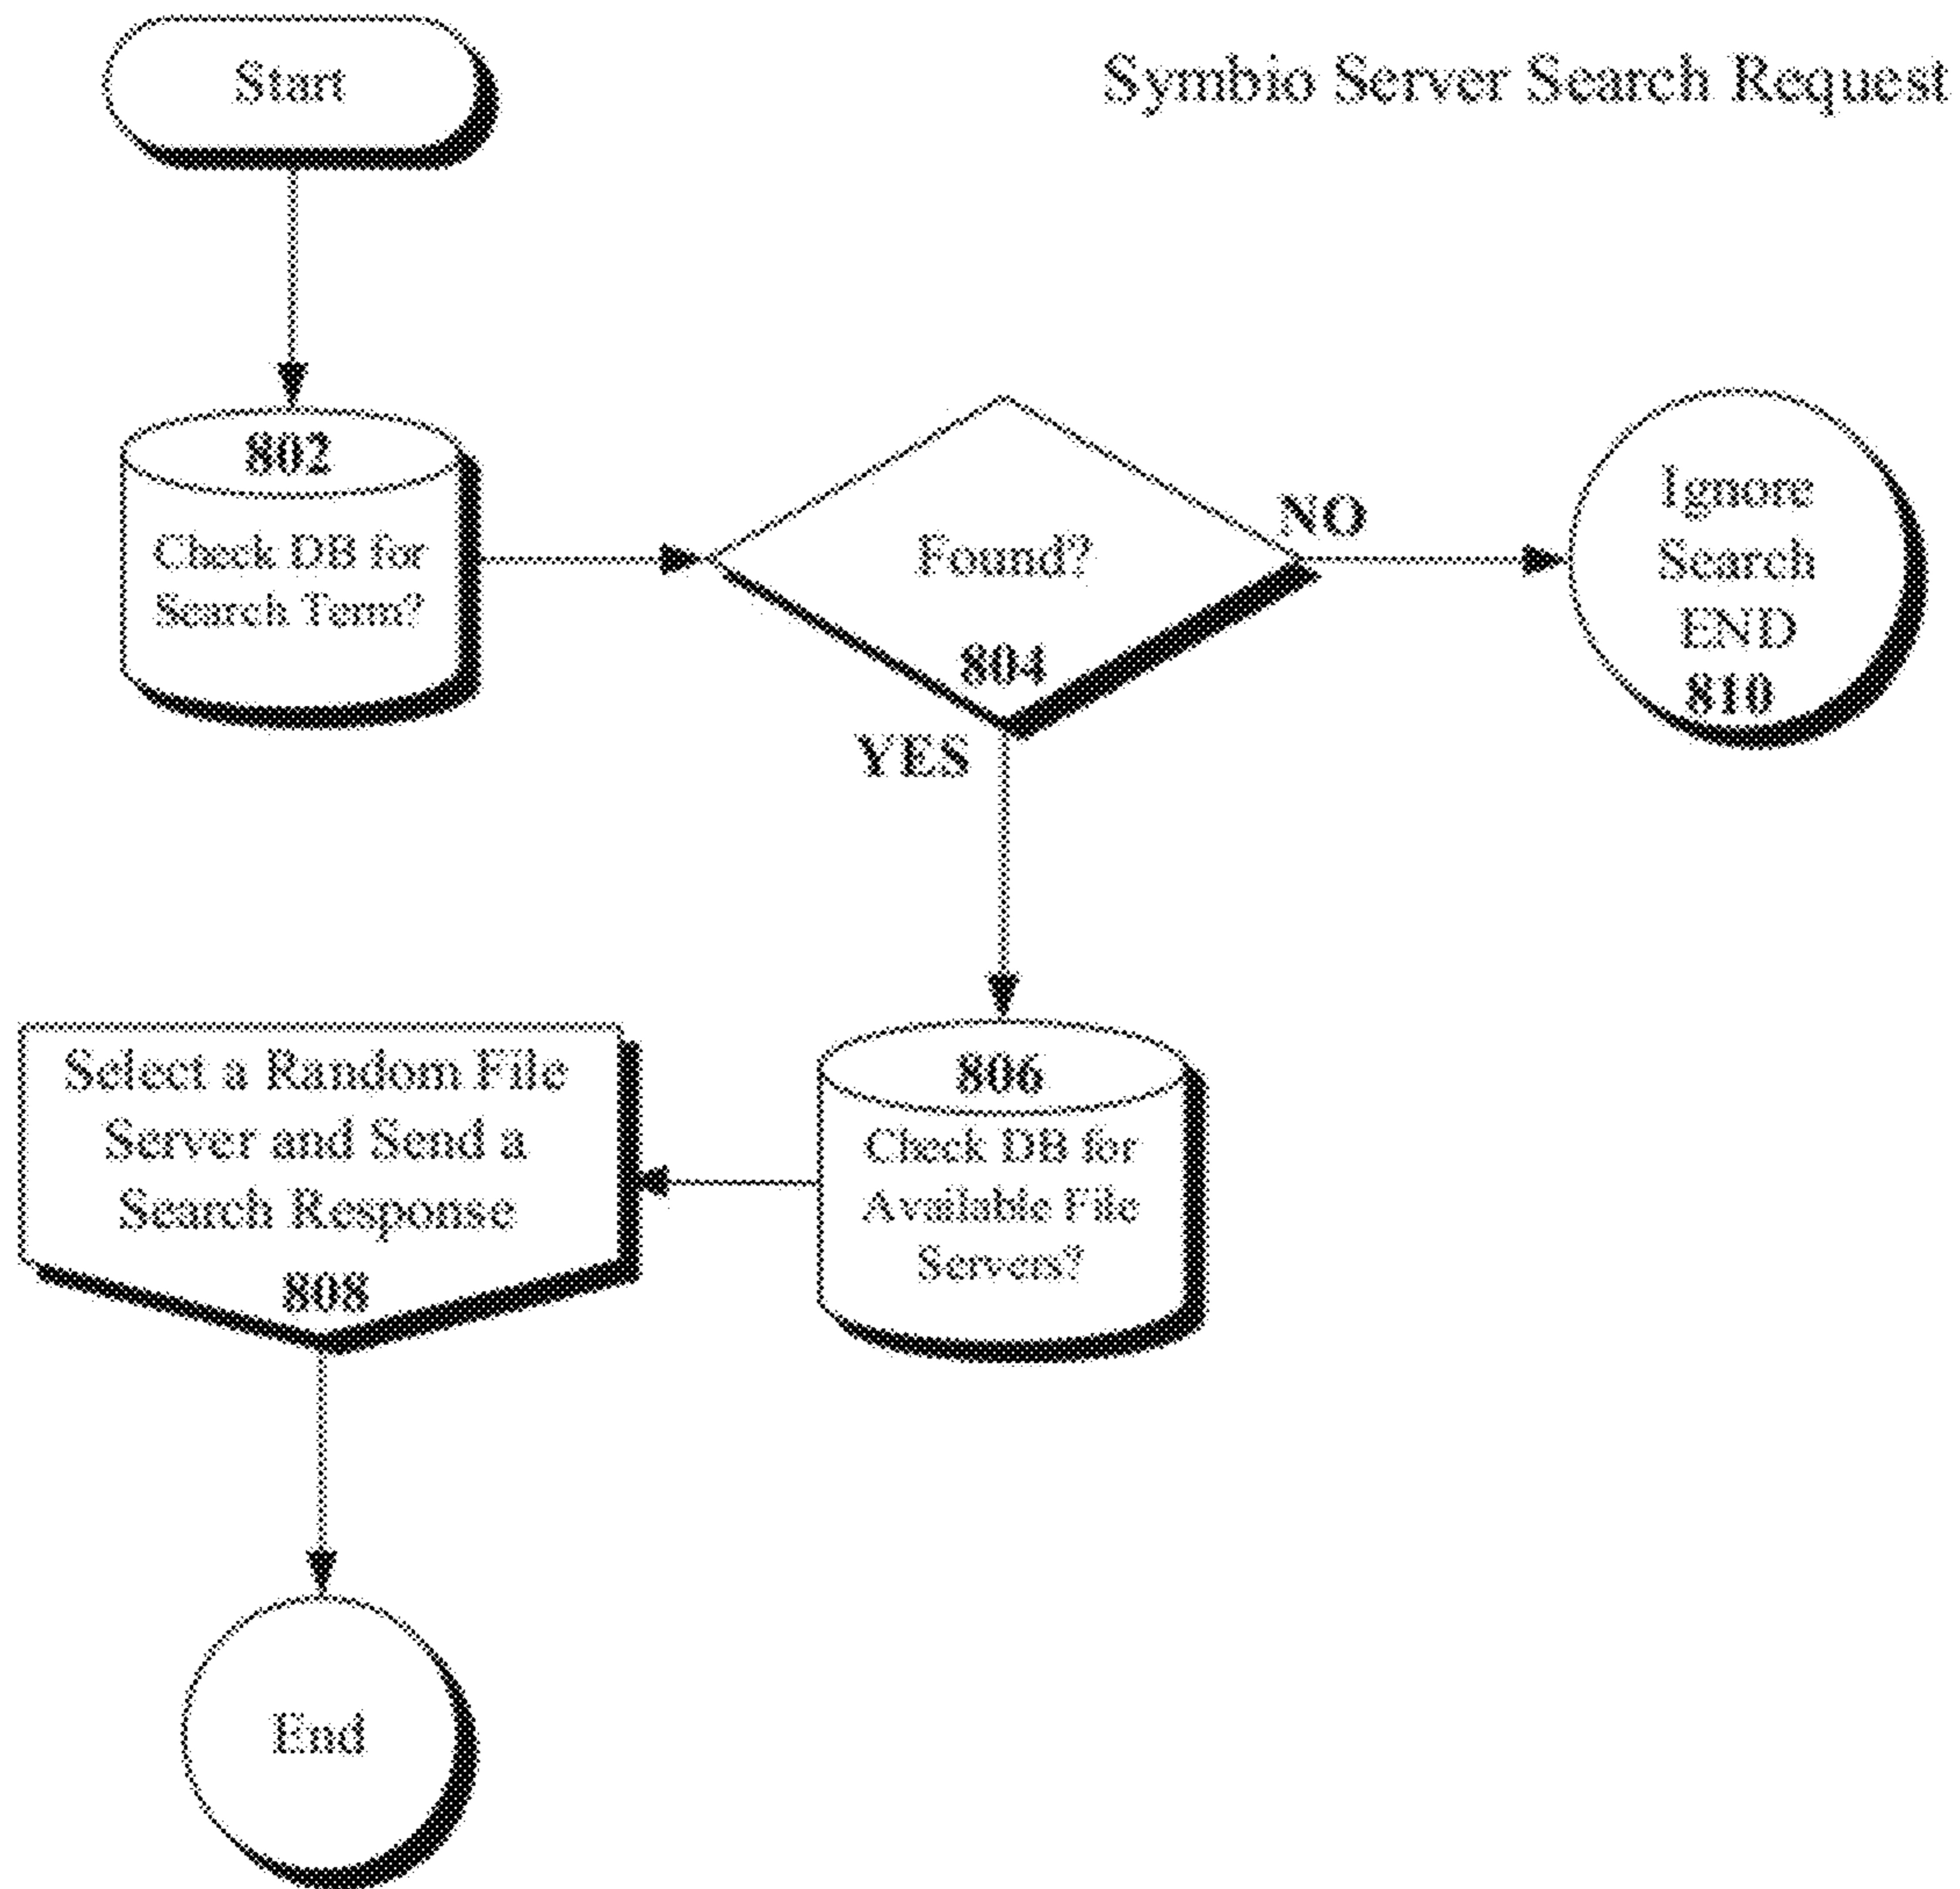 Start
Symbio Server Search Request
802
Check DB for
Search Term?
Found?
804
NO
YES
Ignore
Search
END
810
806
Check DB for
Available File
Servers?
Select a Random File
Server and Send a
Search Response
808
End